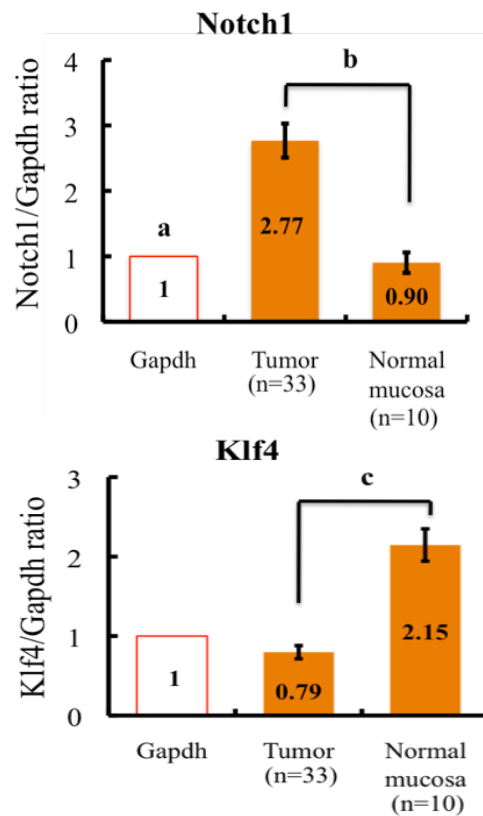 Notch1
Notch1/Gapdh ratio
4
3
2
1
0
a
b
1
2.77
0.90
Gapdh
Tumor
(n=33)
Normal
mucosa
(n=10)
Klf4
Klf4/Gapdh ratio
3
2
1
0
c
1
0.79
2.15
Gapdh
Tumor
(n=33)
Normal
mucosa
(n=10)